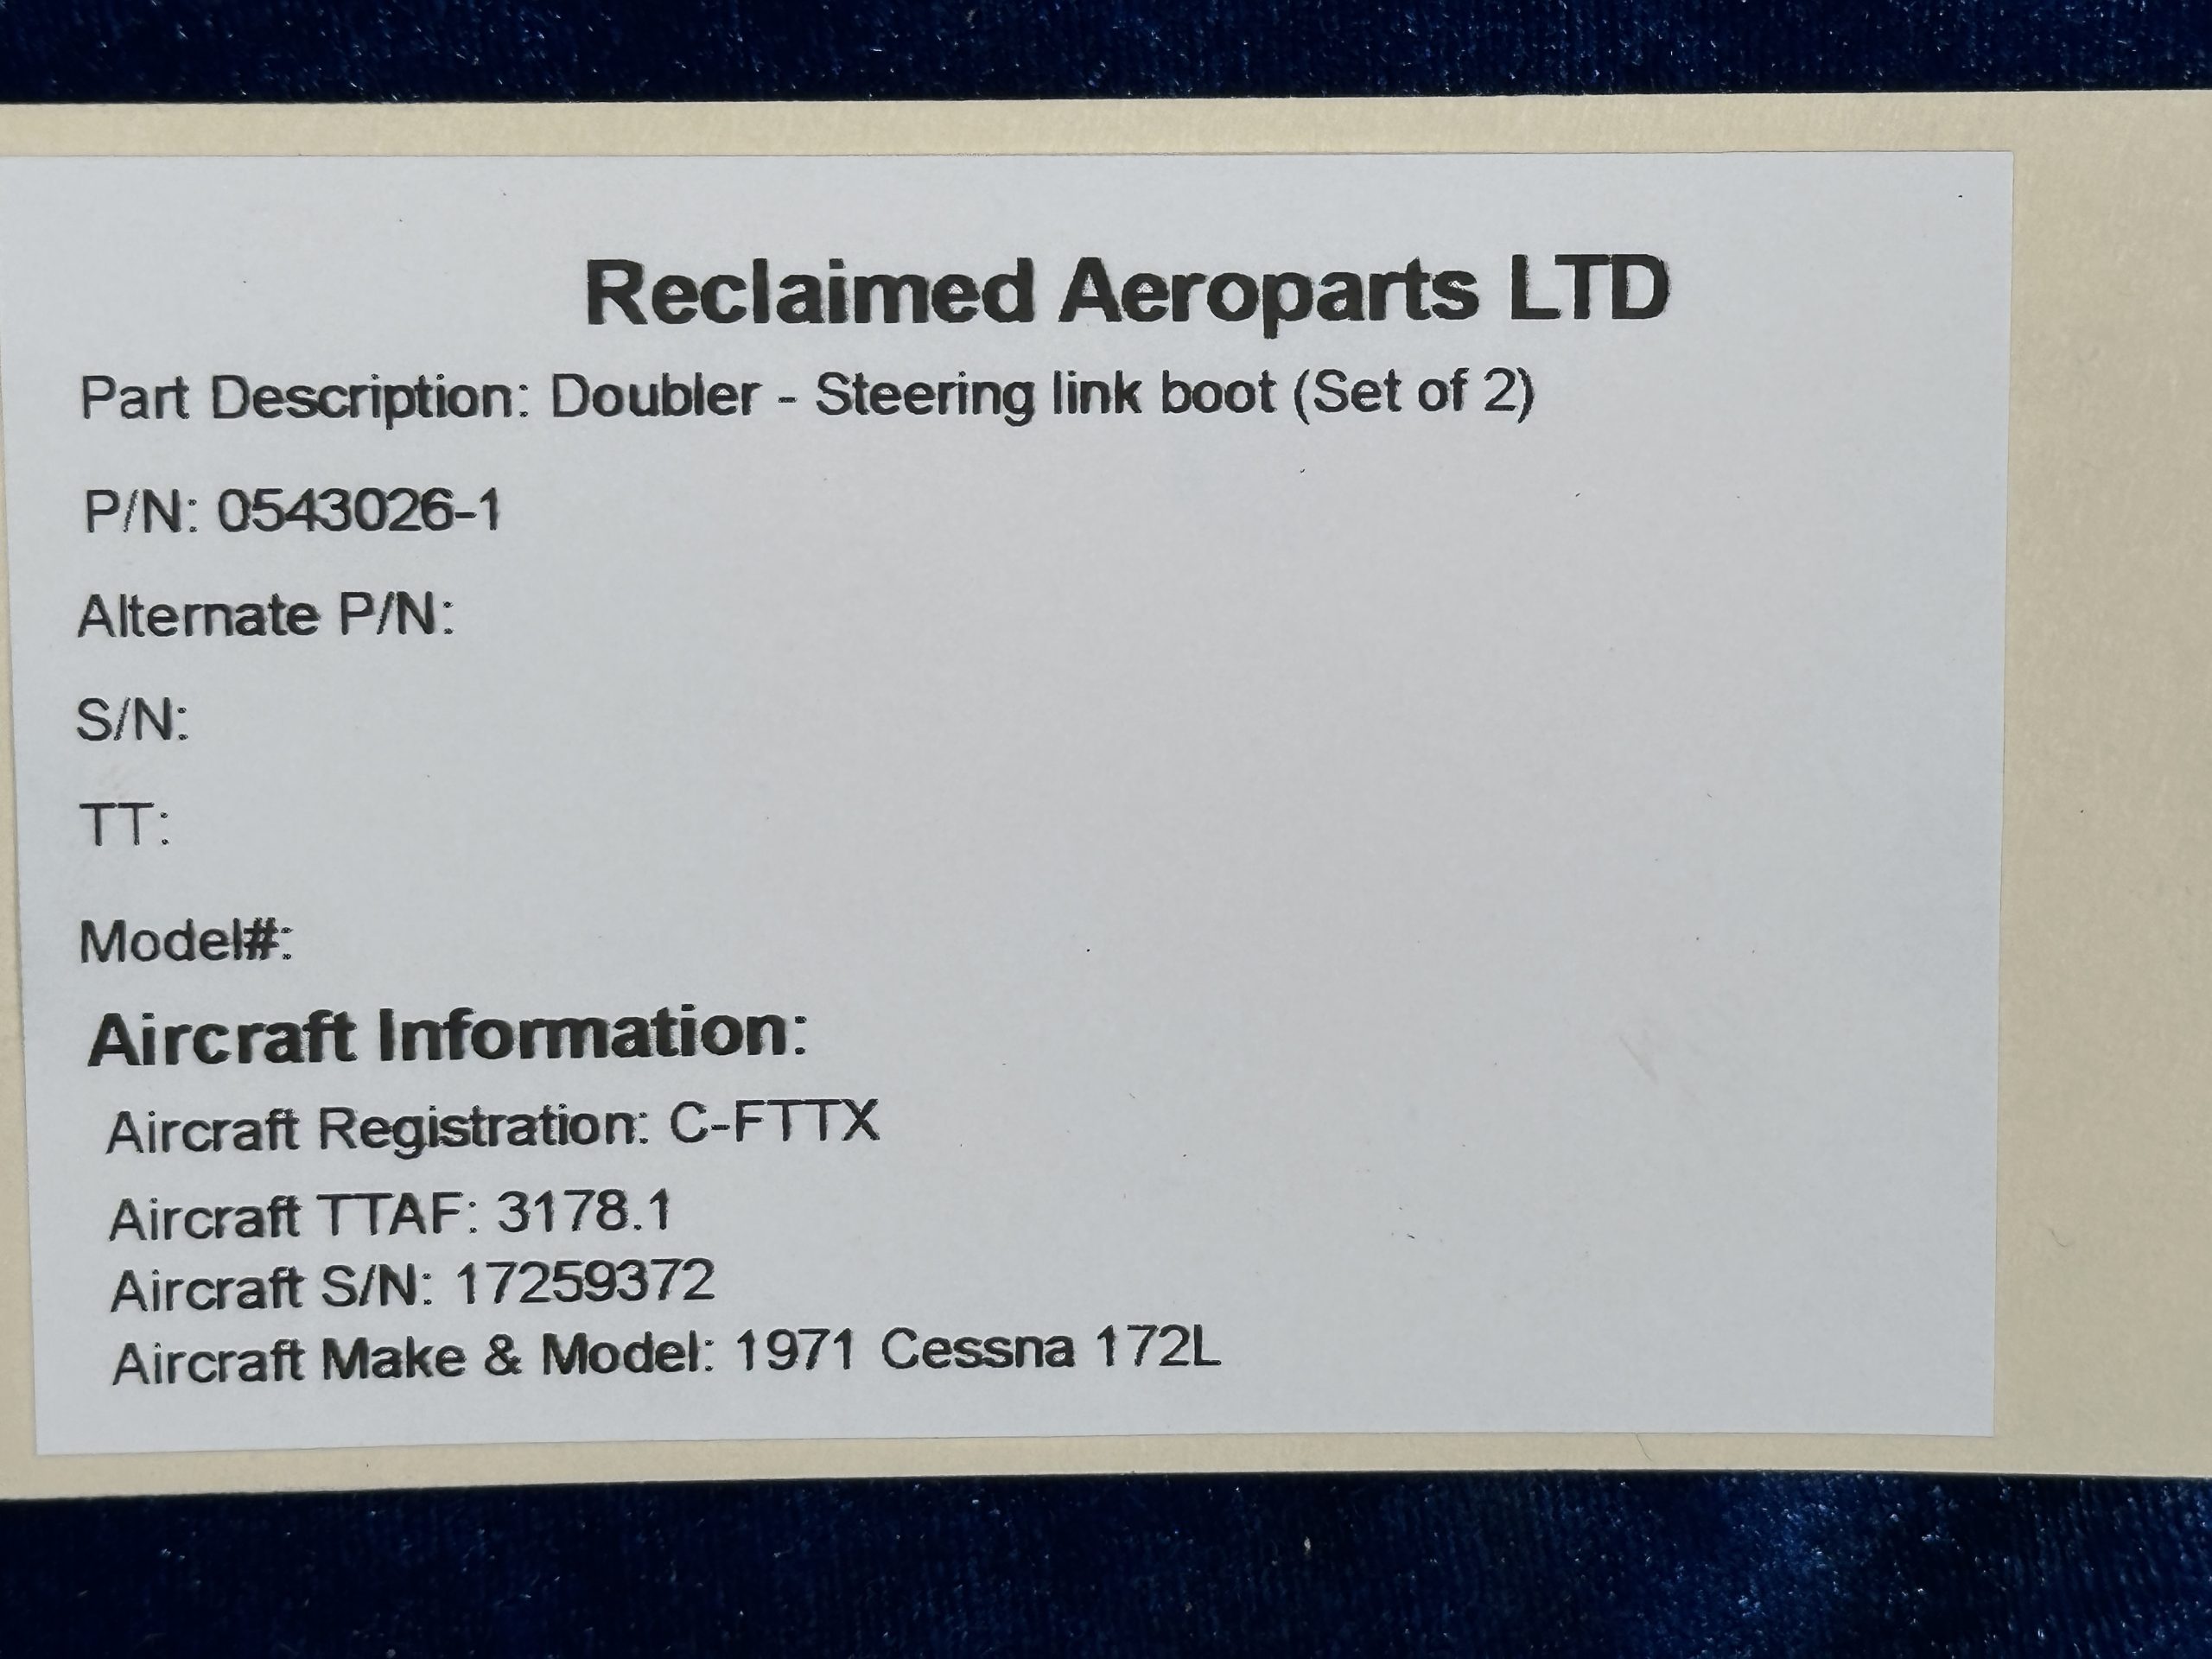 Reclaimed Aeroparts LTD
Part Description: Doubler - Steering link boot (Set of 2)
P/N: 0543026-1
Alternate P/N:
S/N:
TT:
Model#:
Aircraft Information:
Aircraft Registration: C-FTTX
Aircraft TTAF: 3178.1
Aircraft S/N: 17259372
Aircraft Make & Model: 1971 Cessna 172L